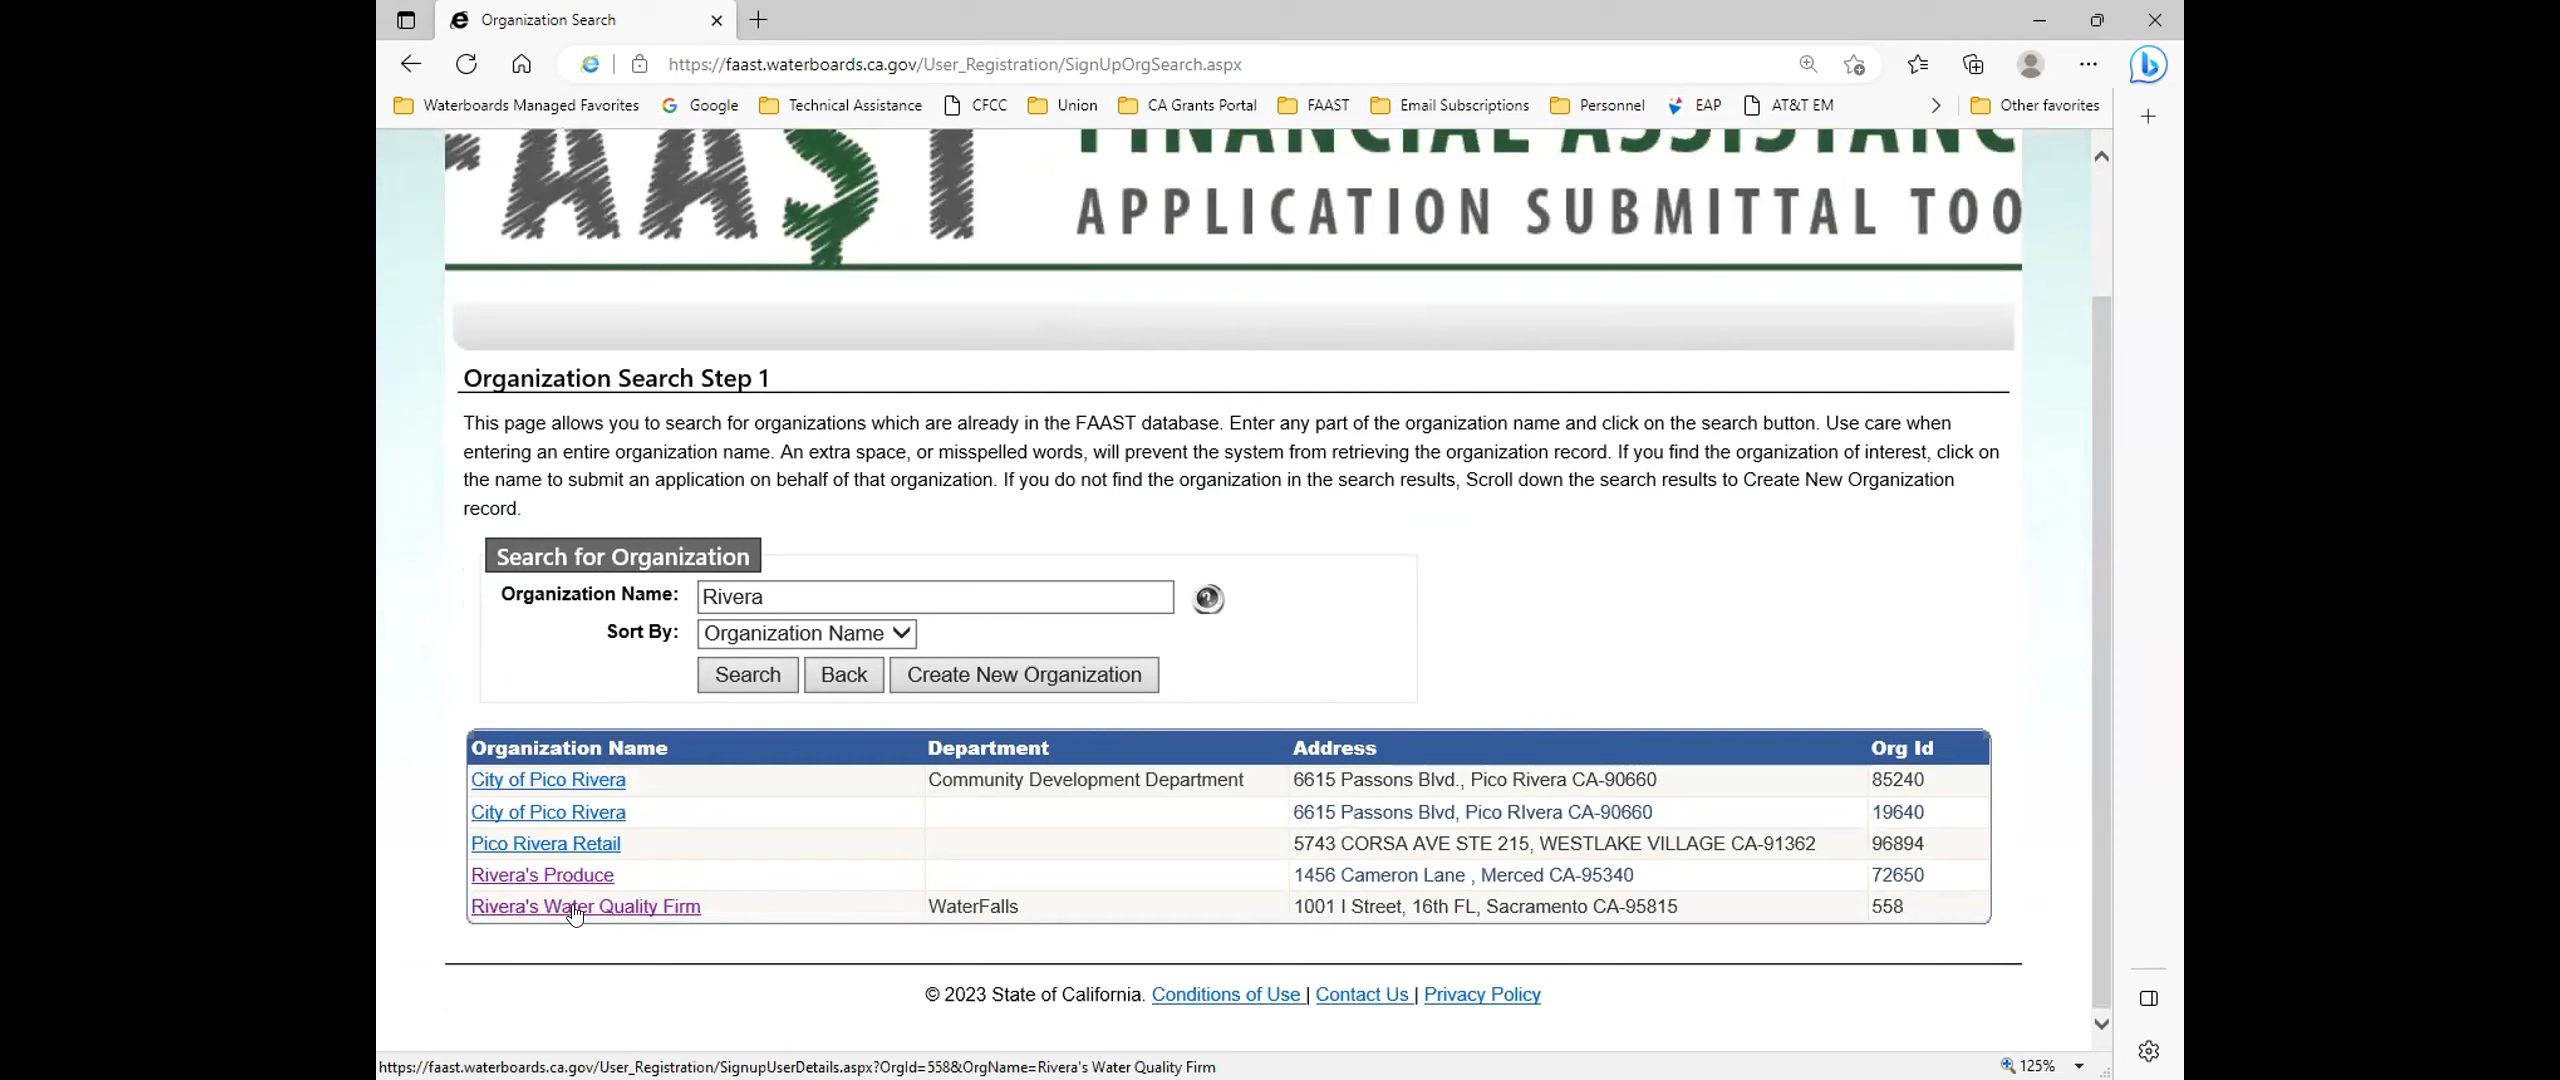 Organization Search
https://faast.waterboards.ca.gov/User_Registration/SignUpOrgSearch.aspx
Waterboards Managed Favorites Google Technical Assistance CFCC Union CA Grants Portal FAAST Email Subscriptions Personnel EAP AT&T EM Other favorites
FAA$T FINANCIAL ASSISTANC
APPLICATION SUBMITTAL TOO
Organization Search Step 1
This page allows you to search for organizations which are already in the FAAST database. Enter any part of the organization name and click on the search button. Use care when
entering an entire organization name. An extra space, or misspelled words, will prevent the system from retrieving the organization record. If you find the organization of interest, click on
the name to submit an application on behalf of that organization. If you do not find the organization in the search results, Scroll down the search results to Create New Organization
record.
Search for Organization
Organization Name: Rivera
Sort By: Organization Name
Search Back Create New Organization
Organization Name Department Address Org Id
City of Pico Rivera Community Development Department 6615 Passons Blvd., Pico Rivera CA-90660 85240
City of Pico Rivera 6615 Passons Blvd, Pico RIvera CA-90660 19640
Pico Rivera Retail 5743 CORSA AVE STE 215, WESTLAKE VILLAGE CA-91362 96894
Rivera's Produce 1456 Cameron Lane , Merced CA-95340 72650
Rivera's Water Quality Firm WaterFalls 1001 I Street, 16th FL, Sacramento CA-95815 558
© 2023 State of California. Conditions of Use | Contact Us | Privacy Policy
https://faast.waterboards.ca.gov/User_Registration/SignupUserDetails.aspx?OrgId=558&OrgName=Rivera's Water Quality Firm 125%